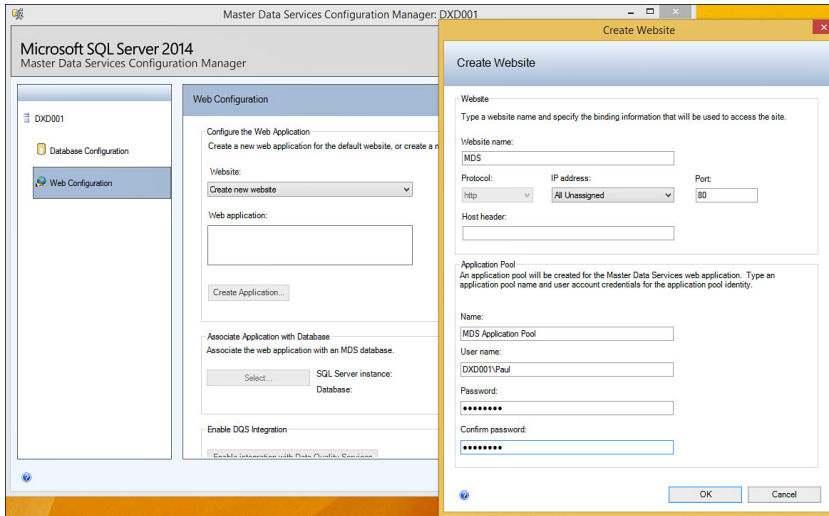 Master Data Services Configuration Manager: DXD001
Microsoft SQL Server 2014
Master Data Services Configuration Manager
DXD001
Database Configuration
Web Configuration
Web Configuration
Configure the Web Application
Create a new web application for the default website, or create a
Website:
Create new website
Web application:
Create Application...
Associate Application with Database
Associate the web application with an MDS database.
Select...
SQL Server instance:
Database:
Enable DQS Integration
Enable integration with Data Quality Services
Create Website
Create Website
Website
Type a website name and specify the binding information that will be used to access the site.
Website name:
MDS
Protocol: IP address: Port:
http All Unassigned 80
Host header:
Application Pool
An application pool will be created for the Master Data Services web application. Type an
application pool name and user account credentials for the application pool identity.
Name:
MDS Application Pool
User name:
DXD001\Paul
Password:
●●●●●●●●
Confirm password:
●●●●●●●●
OK Cancel